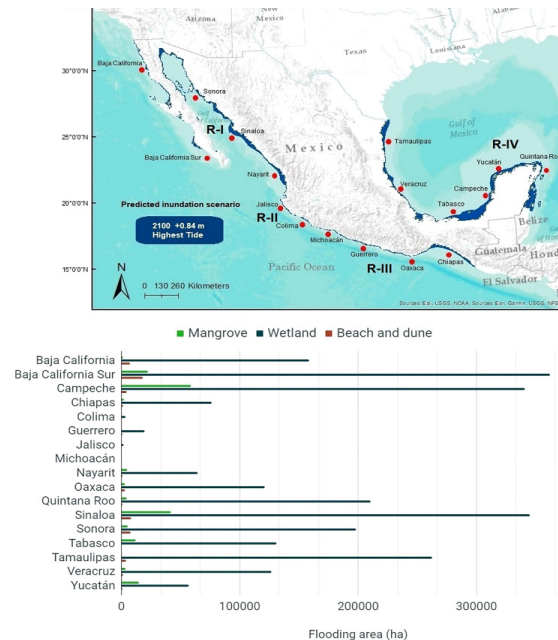 Arizona
New
Mexico
Alabama
Texas
Louisiana
30°0'0"N
25°0'0"N
20°0'0"N
15°0'0"N
Baja California
Sonora
R-I
Sinaloa
Baja California Sur
Mexico
Nayarit
Tamaulipas
Gulf of
Mexico
R-IV
Yucatán
Quintana Roo
Veracruz
Campeche
Tabasco
Predicted inundation scenario
2100 +0.84 m
Highest Tide
Jalisco
R-II
Colima
Michoacán
Guerrero
R-III
Oaxaca
Chiapas
Belize
Guatemala
Hond
El Salvador
Pacific Ocean
N
0 130 260 Kilometers
Sources: Esri, USGS, NOAA, Sources: Esri, Garmin, USGS, NPS
Mangrove Wetland Beach and dune
Baja California
Baja California Sur
Campeche
Chiapas
Colima
Guerrero
Jalisco
Michoacán
Nayarit
Oaxaca
Quintana Roo
Sinaloa
Sonora
Tabasco
Tamaulipas
Veracruz
Yucatán
0 100000 200000 300000
Flooding area (ha)